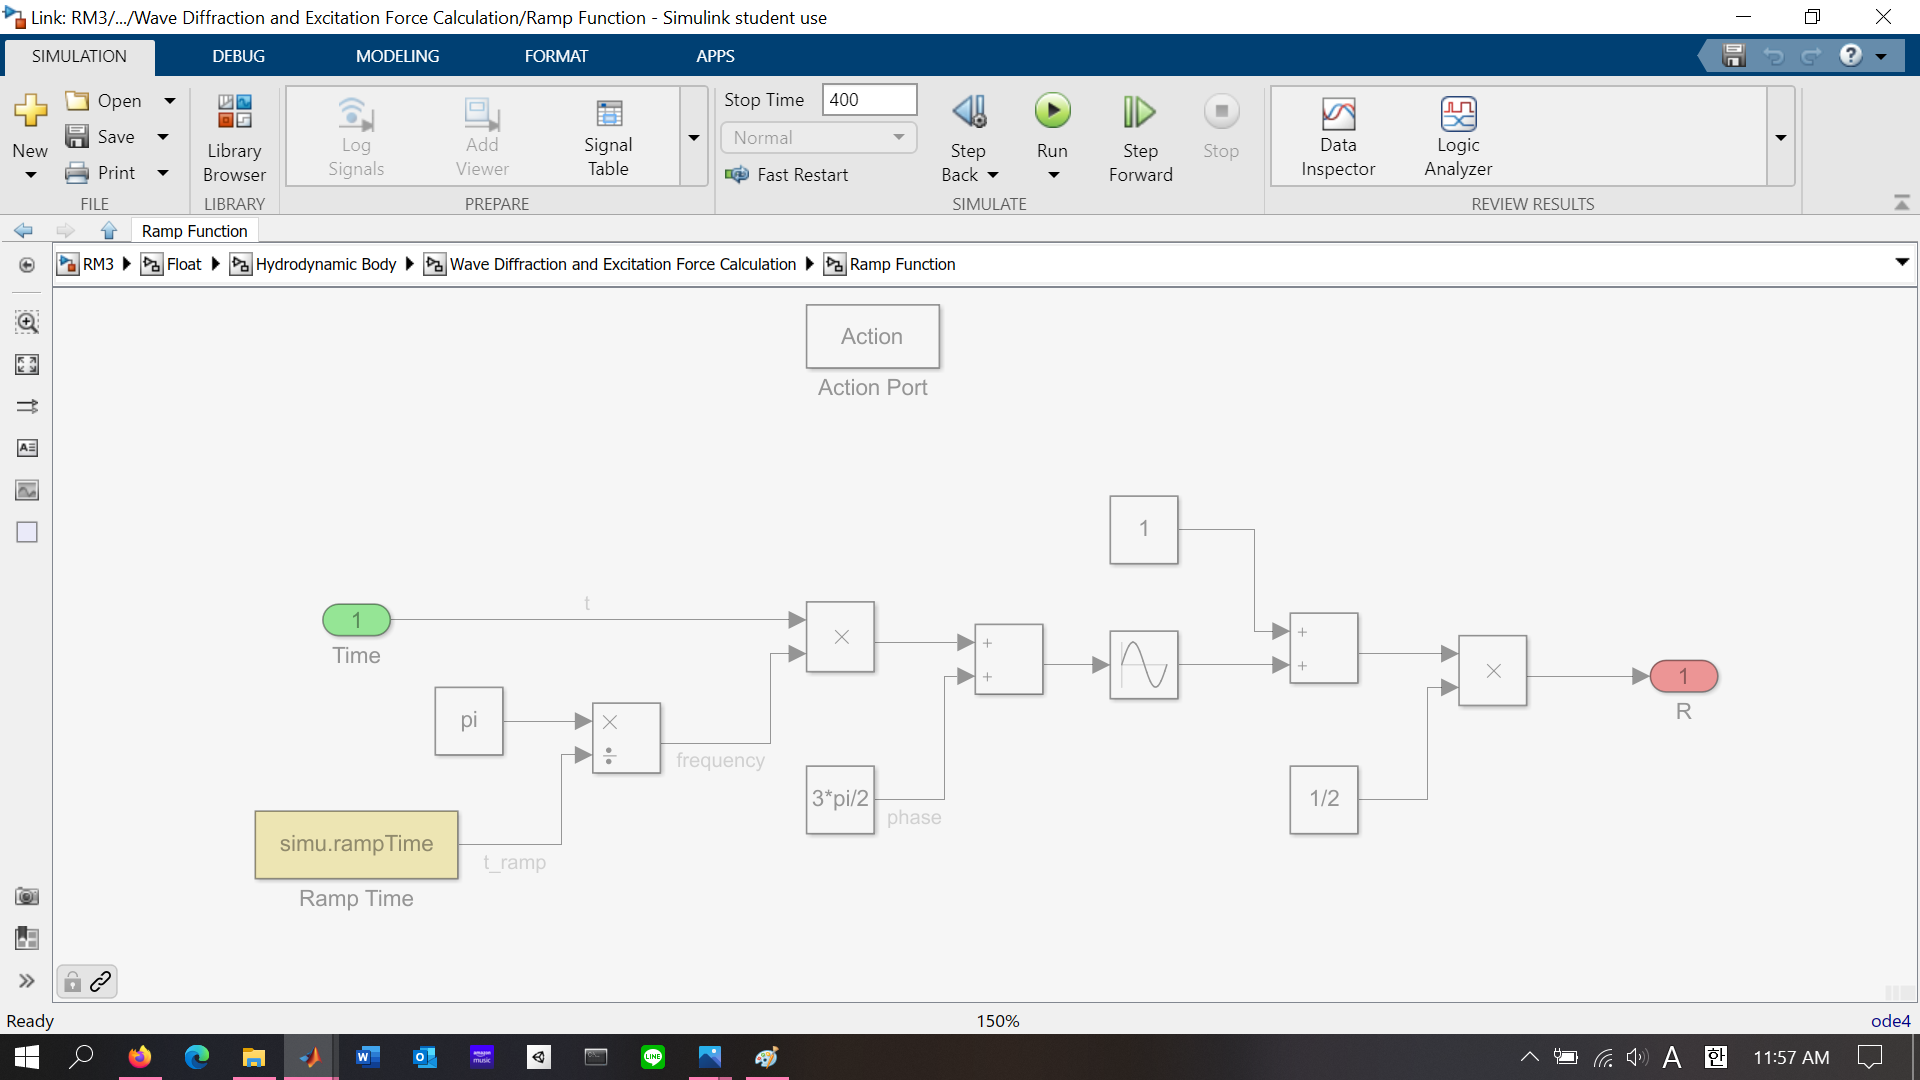 Link: RM3/.../Wave Diffraction and Excitation Force Calculation/Ramp Function - Simulink student use
SIMULATION DEBUG MODELING FORMAT APPS
New
Open
Save
Print
FILE
Library Browser
LIBRARY
Log Signals
Add Viewer
Signal Table
PREPARE
Stop Time 400
Normal
Fast Restart
Step Back
Run
Step Forward
Stop
SIMULATE
Data Inspector
Logic Analyzer
REVIEW RESULTS
Ramp Function
RM3 Float Hydrodynamic Body Wave Diffraction and Excitation Force Calculation Ramp Function
Action
Action Port
1
t
1
Time
pi
×
÷
frequency
simu.rampTime
t_ramp
Ramp Time
×
3*pi/2
phase
+
+
+
+
1/2
×
1
R
Ready 150% ode4
A 한 11:57 AM